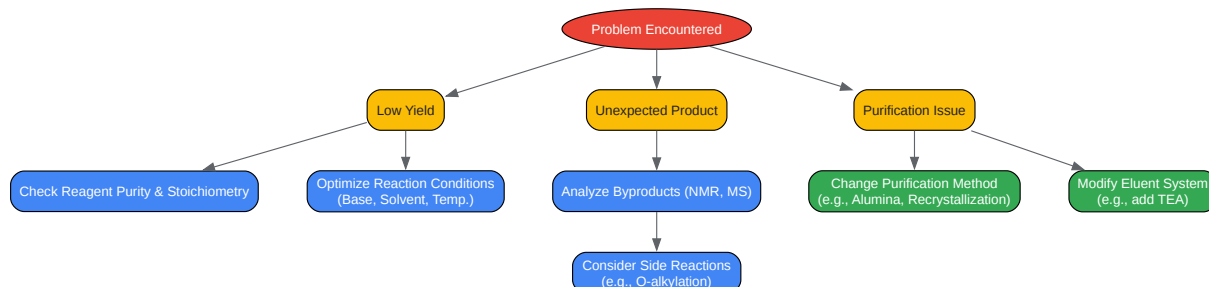 Problem Encountered
Low Yield
Unexpected Product
Purification Issue
Check Reagent Purity & Stoichiometry
Optimize Reaction Conditions
(Base, Solvent, Temp.)
Analyze Byproducts (NMR, MS)
Change Purification Method
(e.g., Alumina, Recrystallization)
Modify Eluent System
(e.g., add TEA)
Consider Side Reactions
(e.g., O-alkylation)